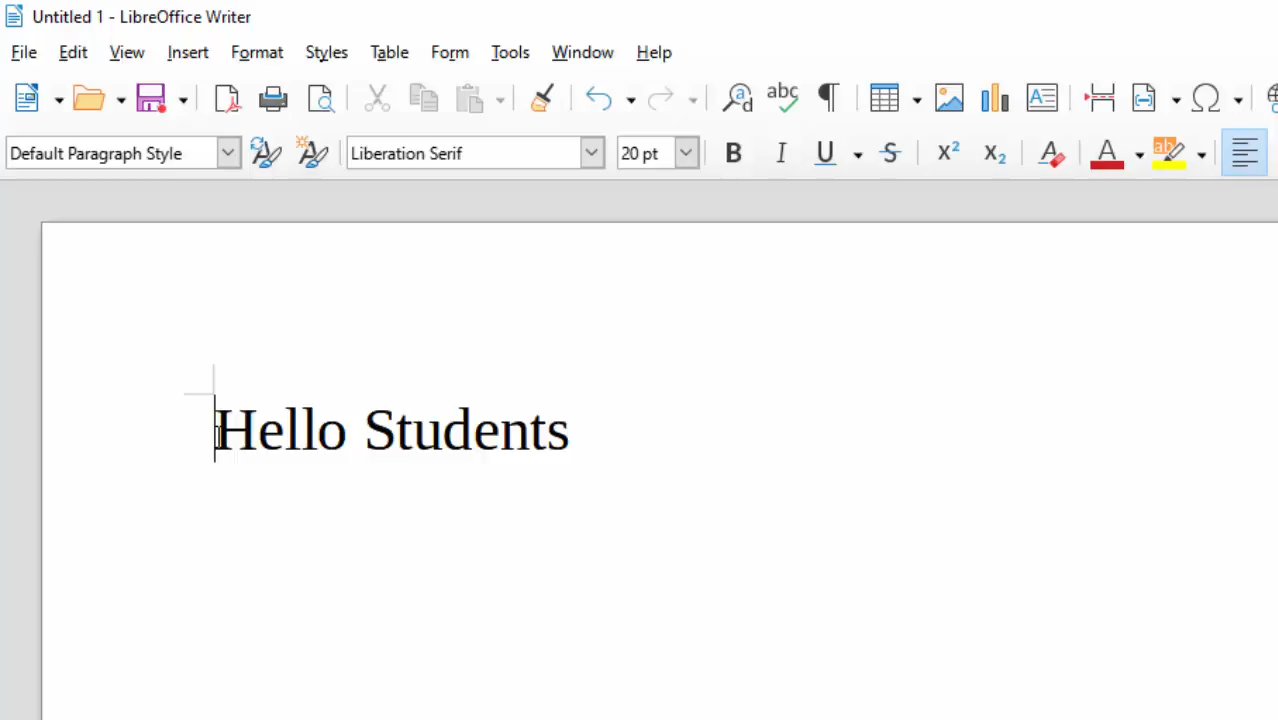 Untitled 1 - LibreOffice Writer
File Edit View Insert Format Styles Table Form Tools Window Help
Default Paragraph Style Liberation Serif 20 pt
Hello Students